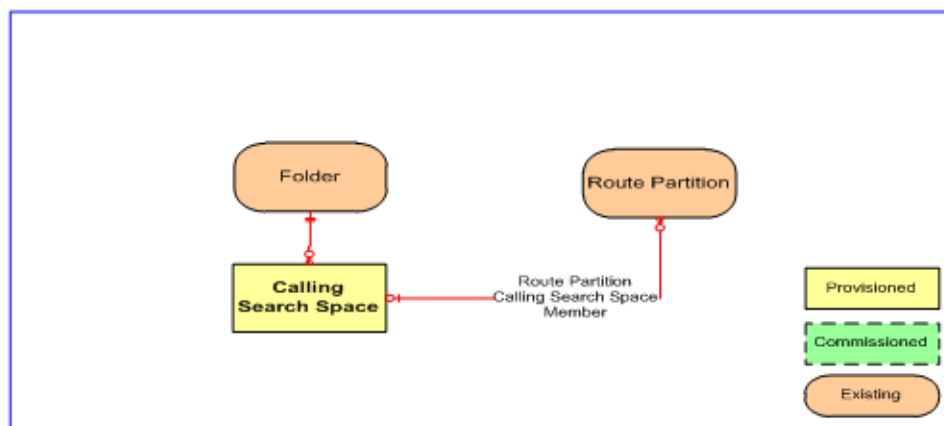 Folder
Route Partition
Calling
Search Space
Route Partition
Calling Search Space
Member
Provisioned
Commissioned
Existing